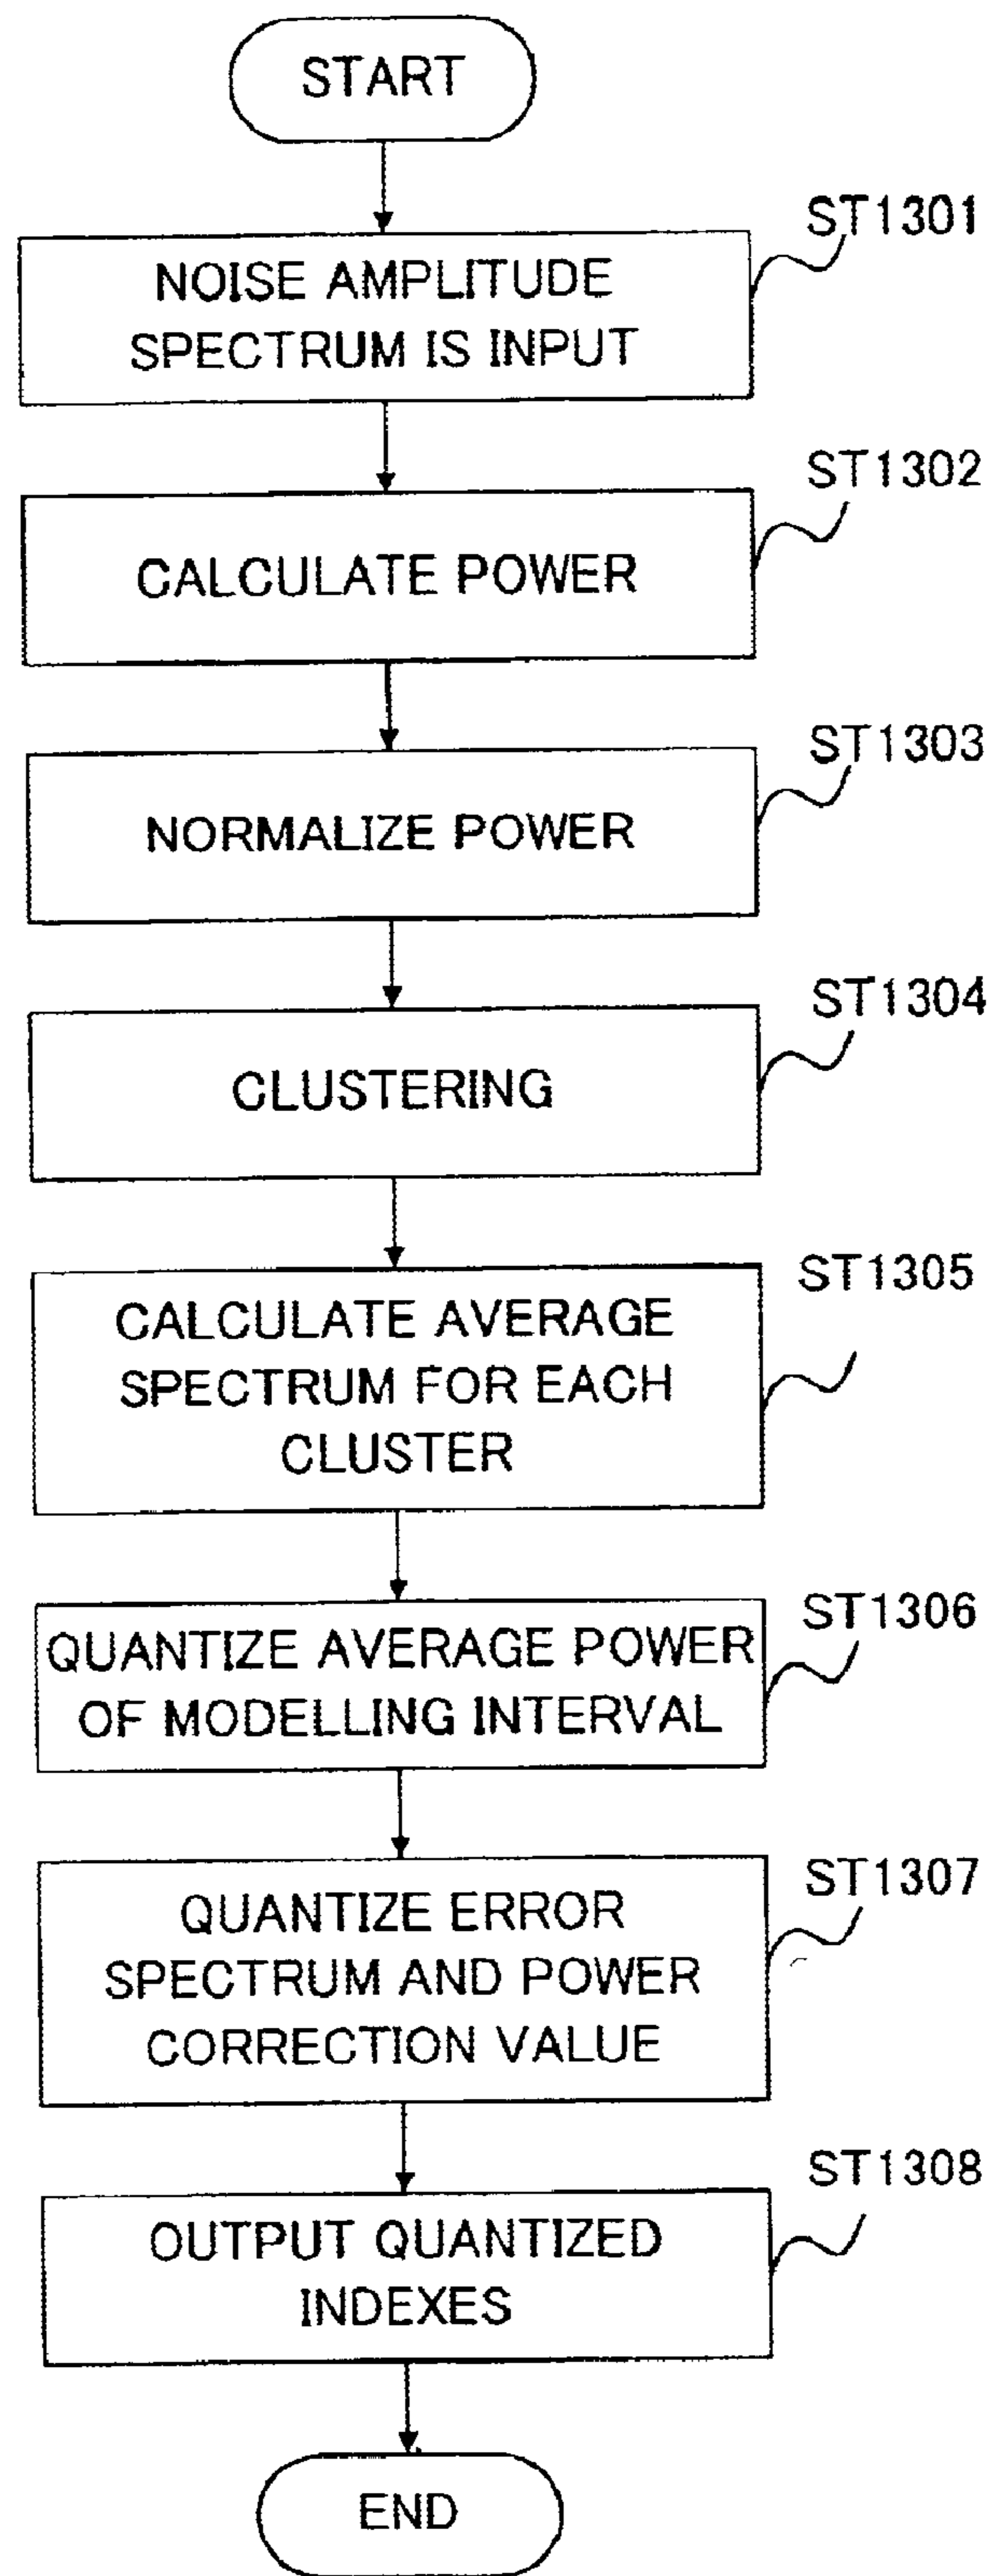 START
ST1301
NOISE AMPLITUDE
SPECTRUM IS INPUT
ST1302
CALCULATE POWER
ST1303
NORMALIZE POWER
ST1304
CLUSTERING
ST1305
CALCULATE AVERAGE
SPECTRUM FOR EACH
CLUSTER
ST1306
QUANTIZE AVERAGE POWER
OF MODELLING INTERVAL
ST1307
QUANTIZE ERROR
SPECTRUM AND POWER
CORRECTION VALUE
ST1308
OUTPUT QUANTIZED
INDEXES
END